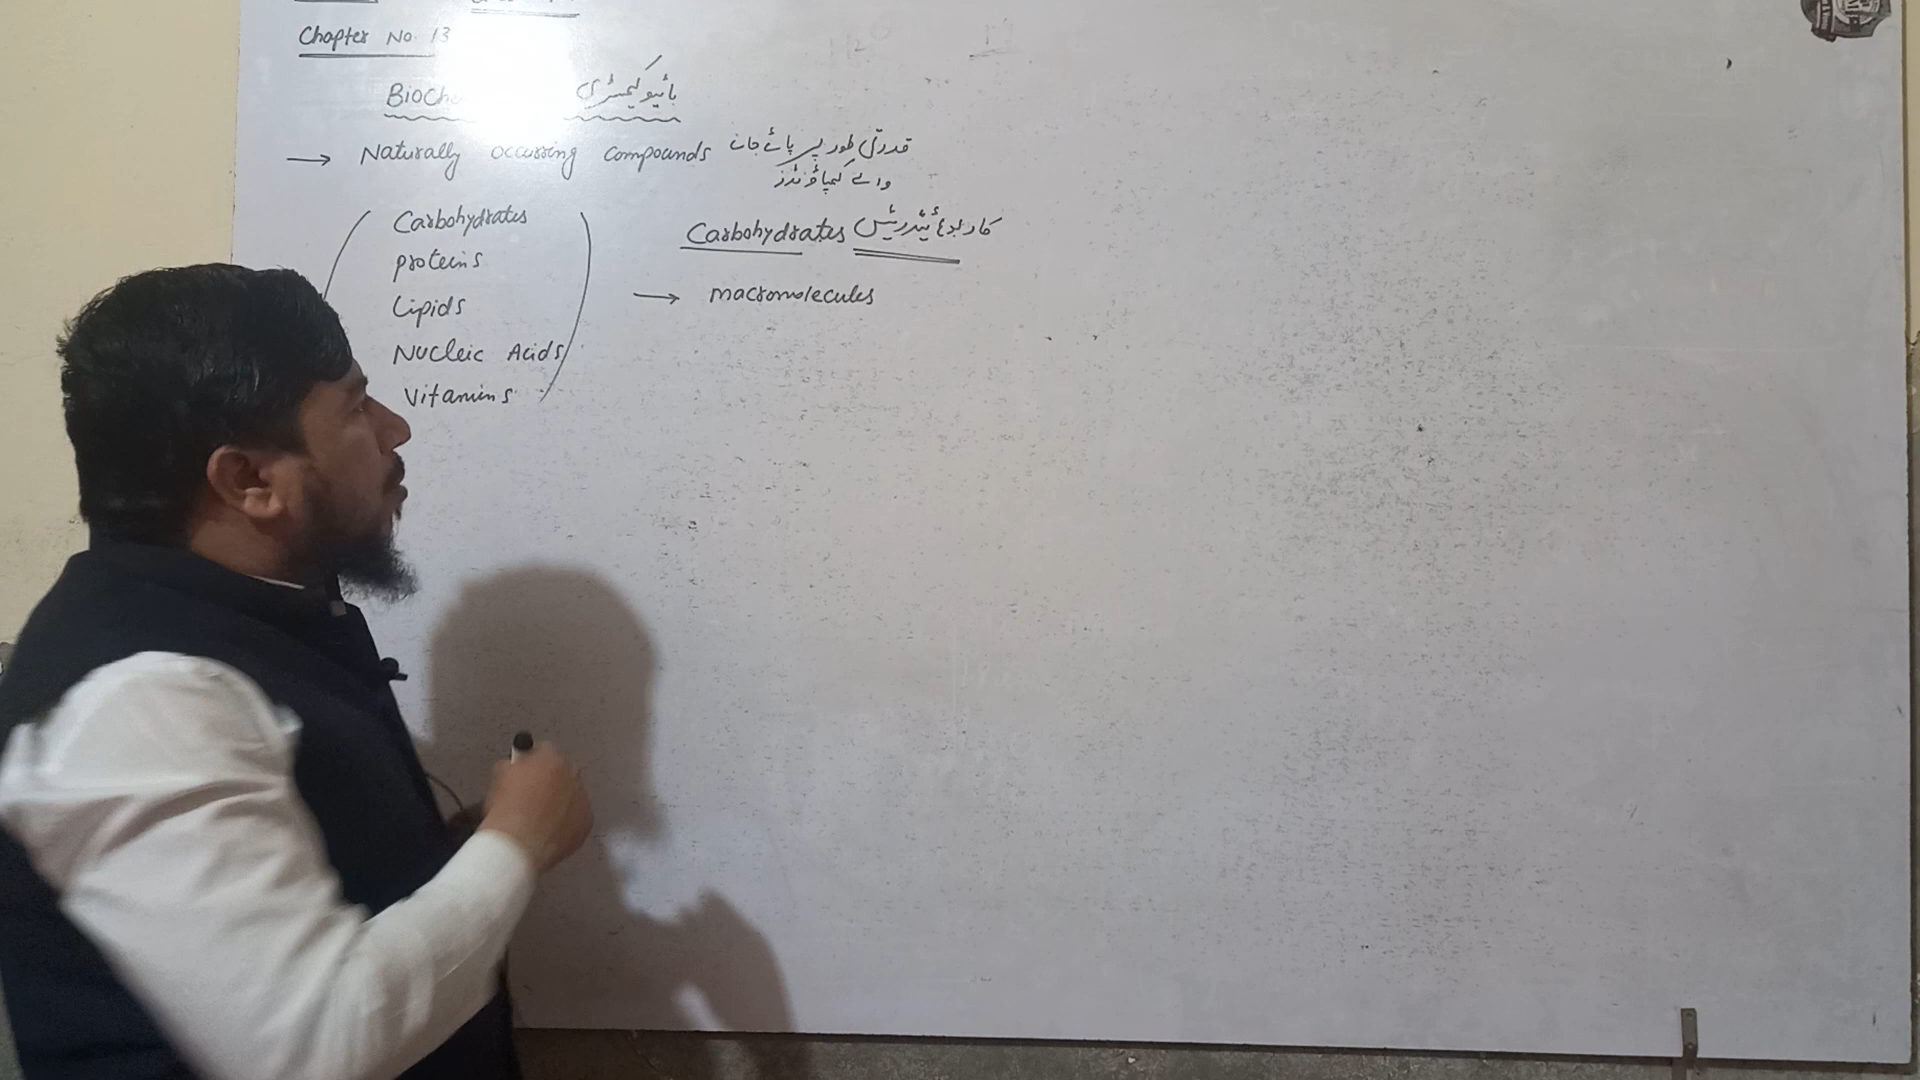 Chapter No. 13
بائیو کیمسٹری
→ Naturally occurring compounds قدرتی طور پر پائے جانے
والے کمپاؤنڈز
Carbohydrates
proteins
Lipids
Nucleic Acids
Vitamins
Carbohydrates کاربوہائیڈریٹس
→ macromolecules